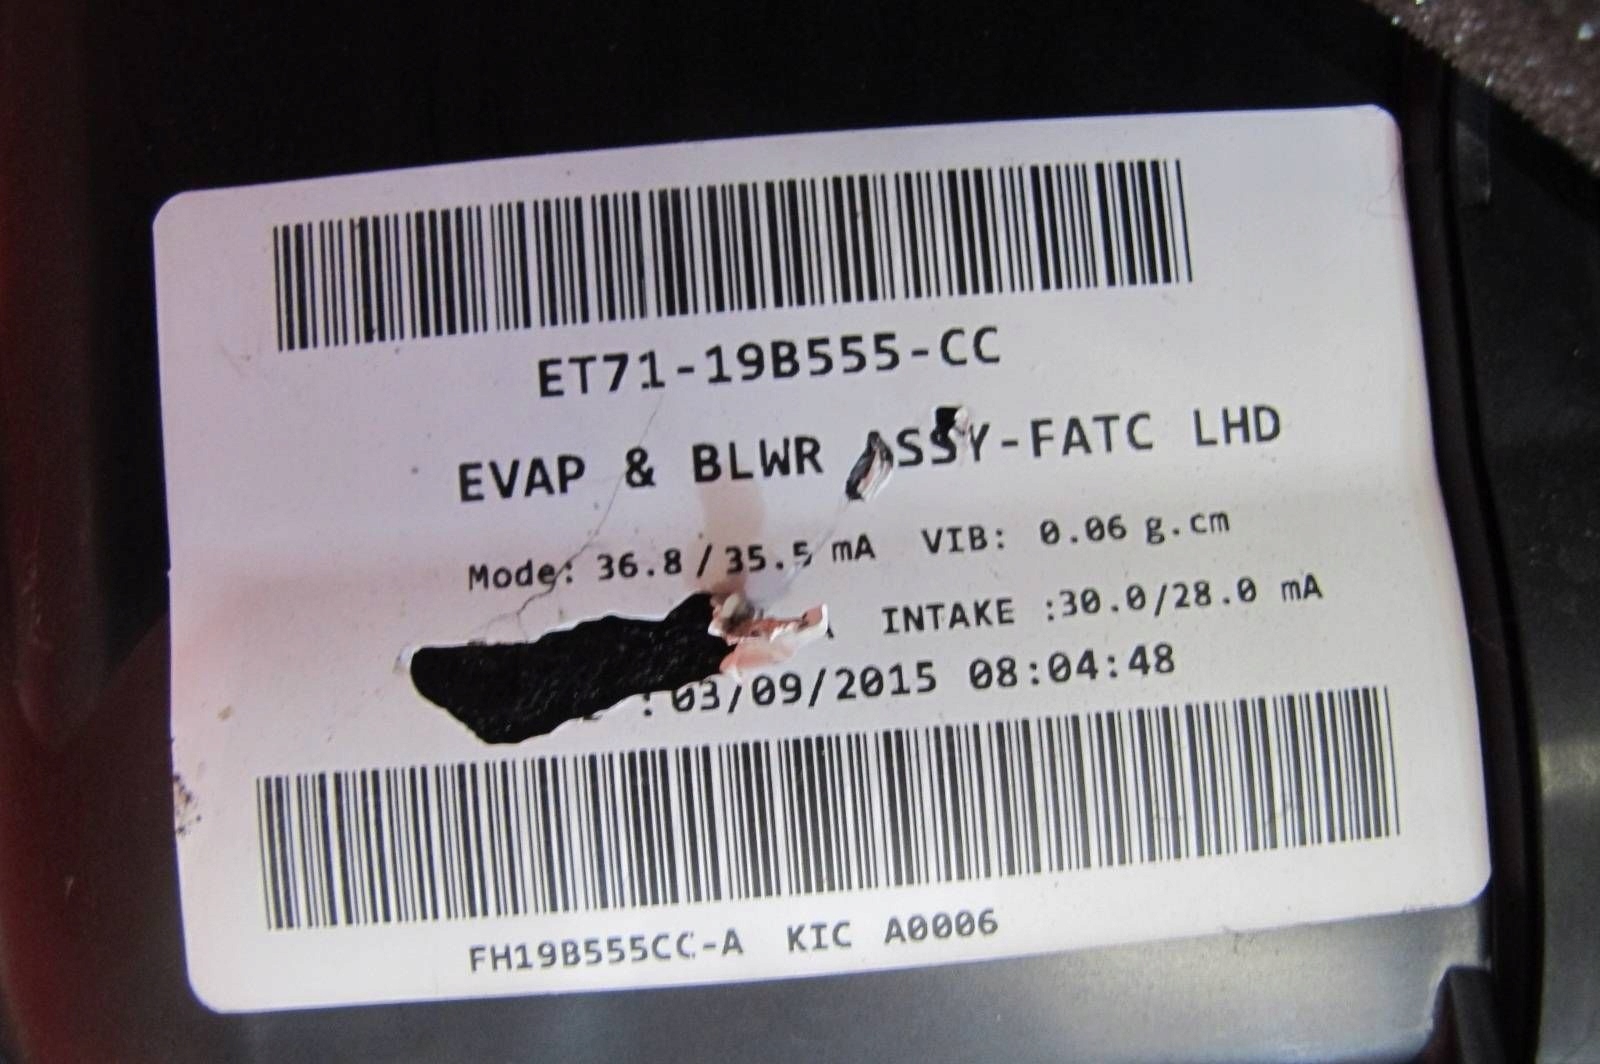 ET71-19B555-CC
EVAP & BLWR ASSY-FATC LHD
Mode: 36.8/35.5 mA VIB: 0.06 g.cm
INTAKE :30.0/28.0 mA
:03/09/2015 08:04:48
FH19B555CC-A KIC A0006